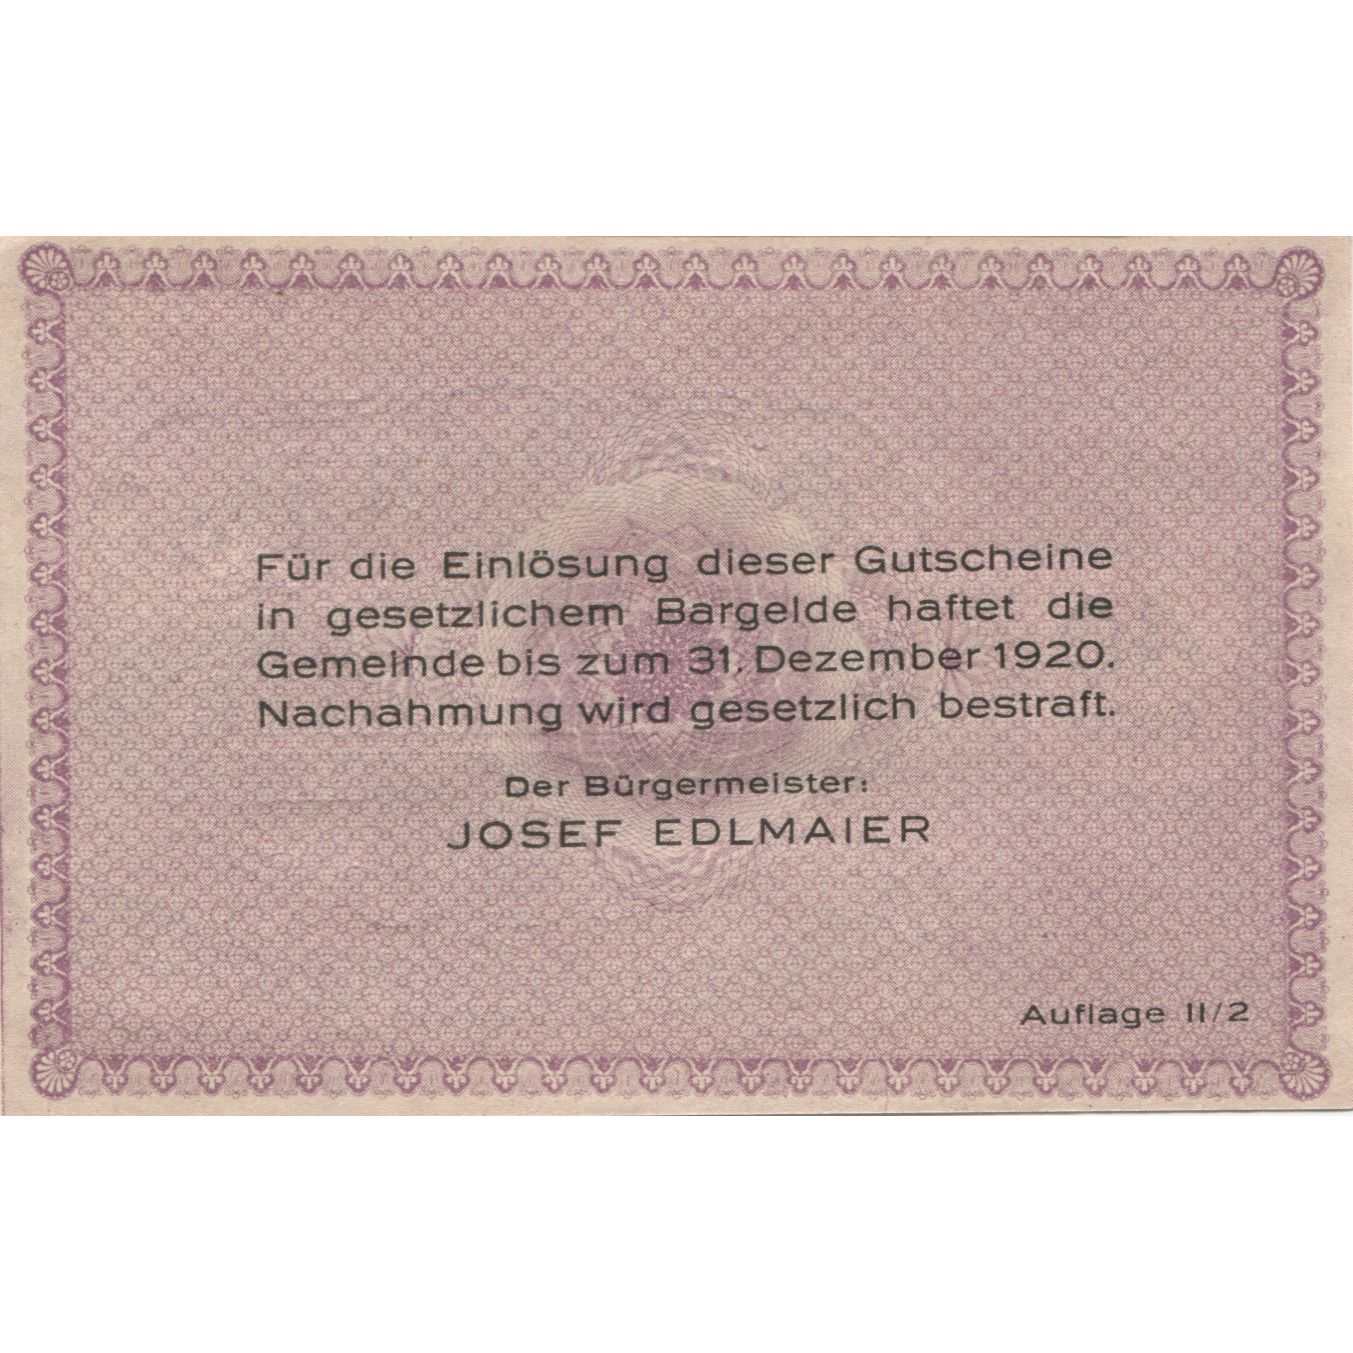 Für die Einlösung dieser Gutscheine
in gesetzlichem Bargelde haftet die
Gemeinde bis zum 31. Dezember 1920.
Nachahmung wird gesetzlich bestraft.
Der Bürgermeister:
JOSEF EDLMAIER
Auflage II/2